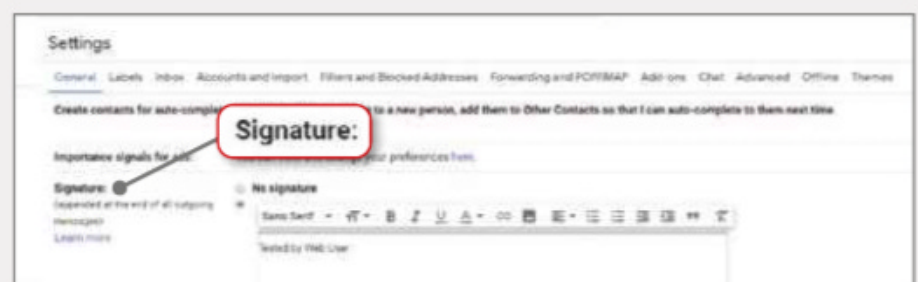 Settings
General Labels Inbox Accounts and Import Filters and Blocked Addresses Forwarding and POP/IMAP Add-ons Chat Advanced Offline Themes
Create contacts for auto-complete to a new person, add them to Other Contacts so that I can auto-complete to them next time
Signature:
Importance signals for ads: your preferences here.
Signature: No signature
(appended at the end of all outgoing messages)
Sans Serif
Learn more
Tested by Web User